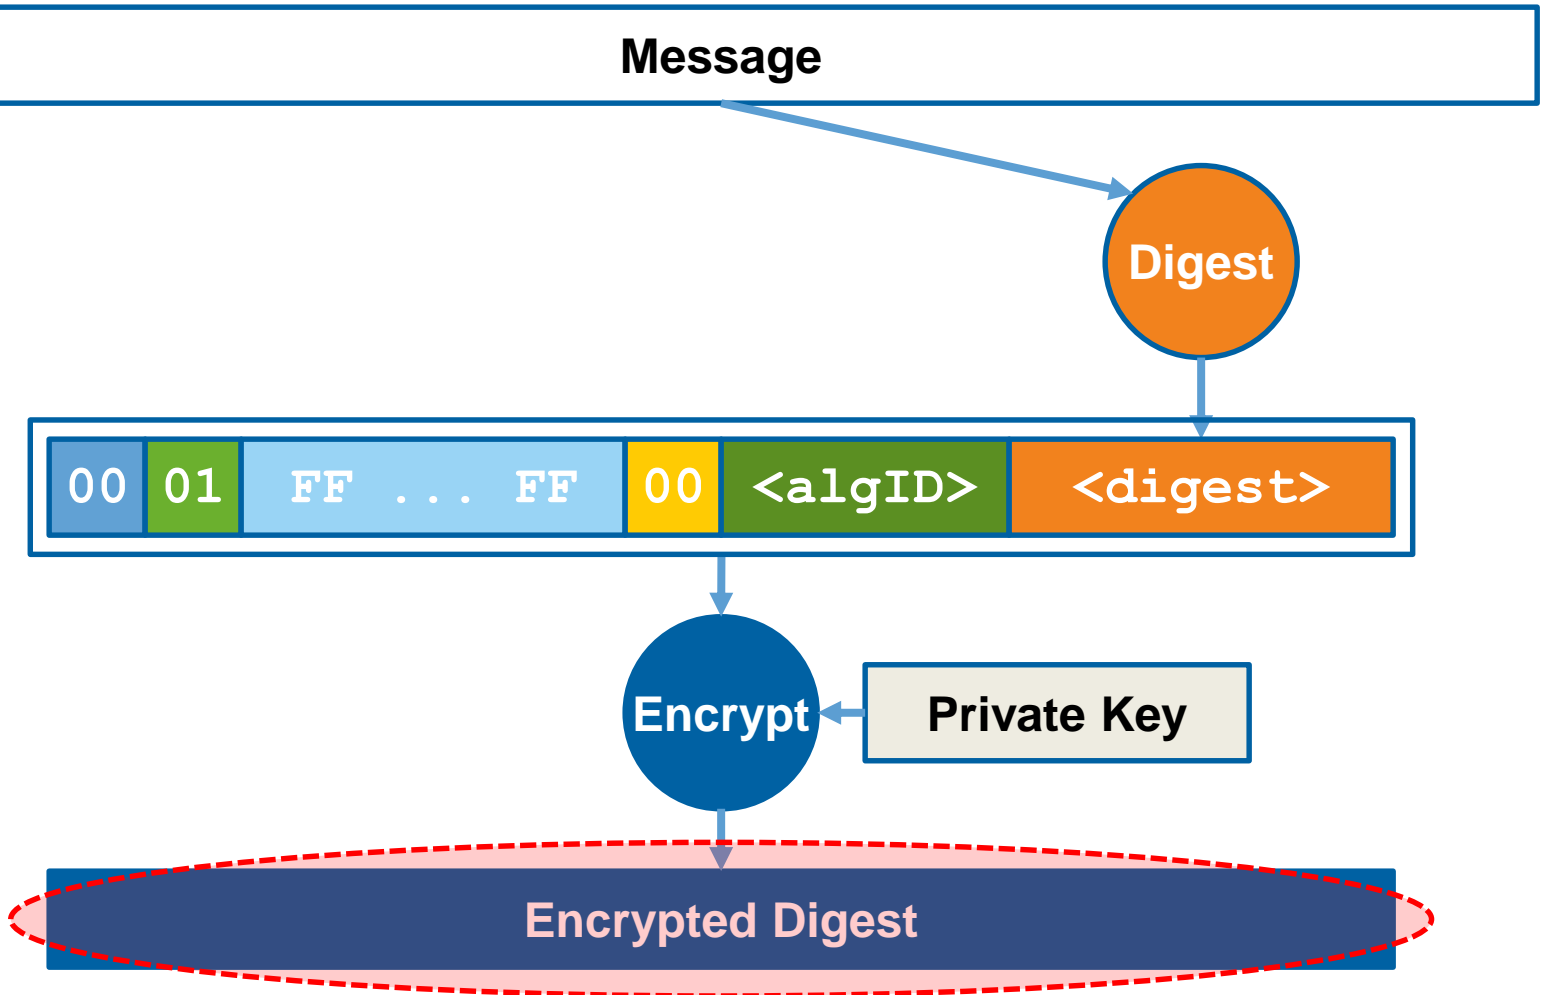 Message
Digest
00 01 FF ... FF 00 <algID> <digest>
Encrypt
Private Key
Encrypted Digest